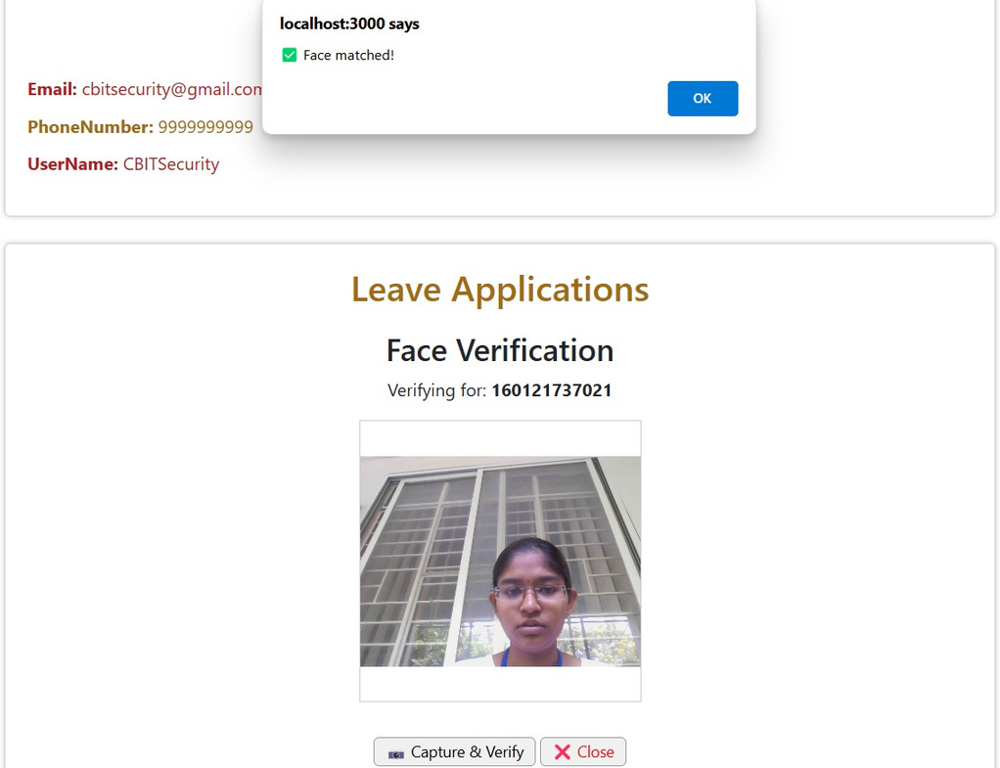 localhost:3000 says
✅ Face matched!
OK
Email: cbitsecurity@gmail.com
PhoneNumber: 9999999999
UserName: CBITSecurity
Leave Applications
Face Verification
Verifying for: 160121737021
📷 Capture & Verify ❌ Close